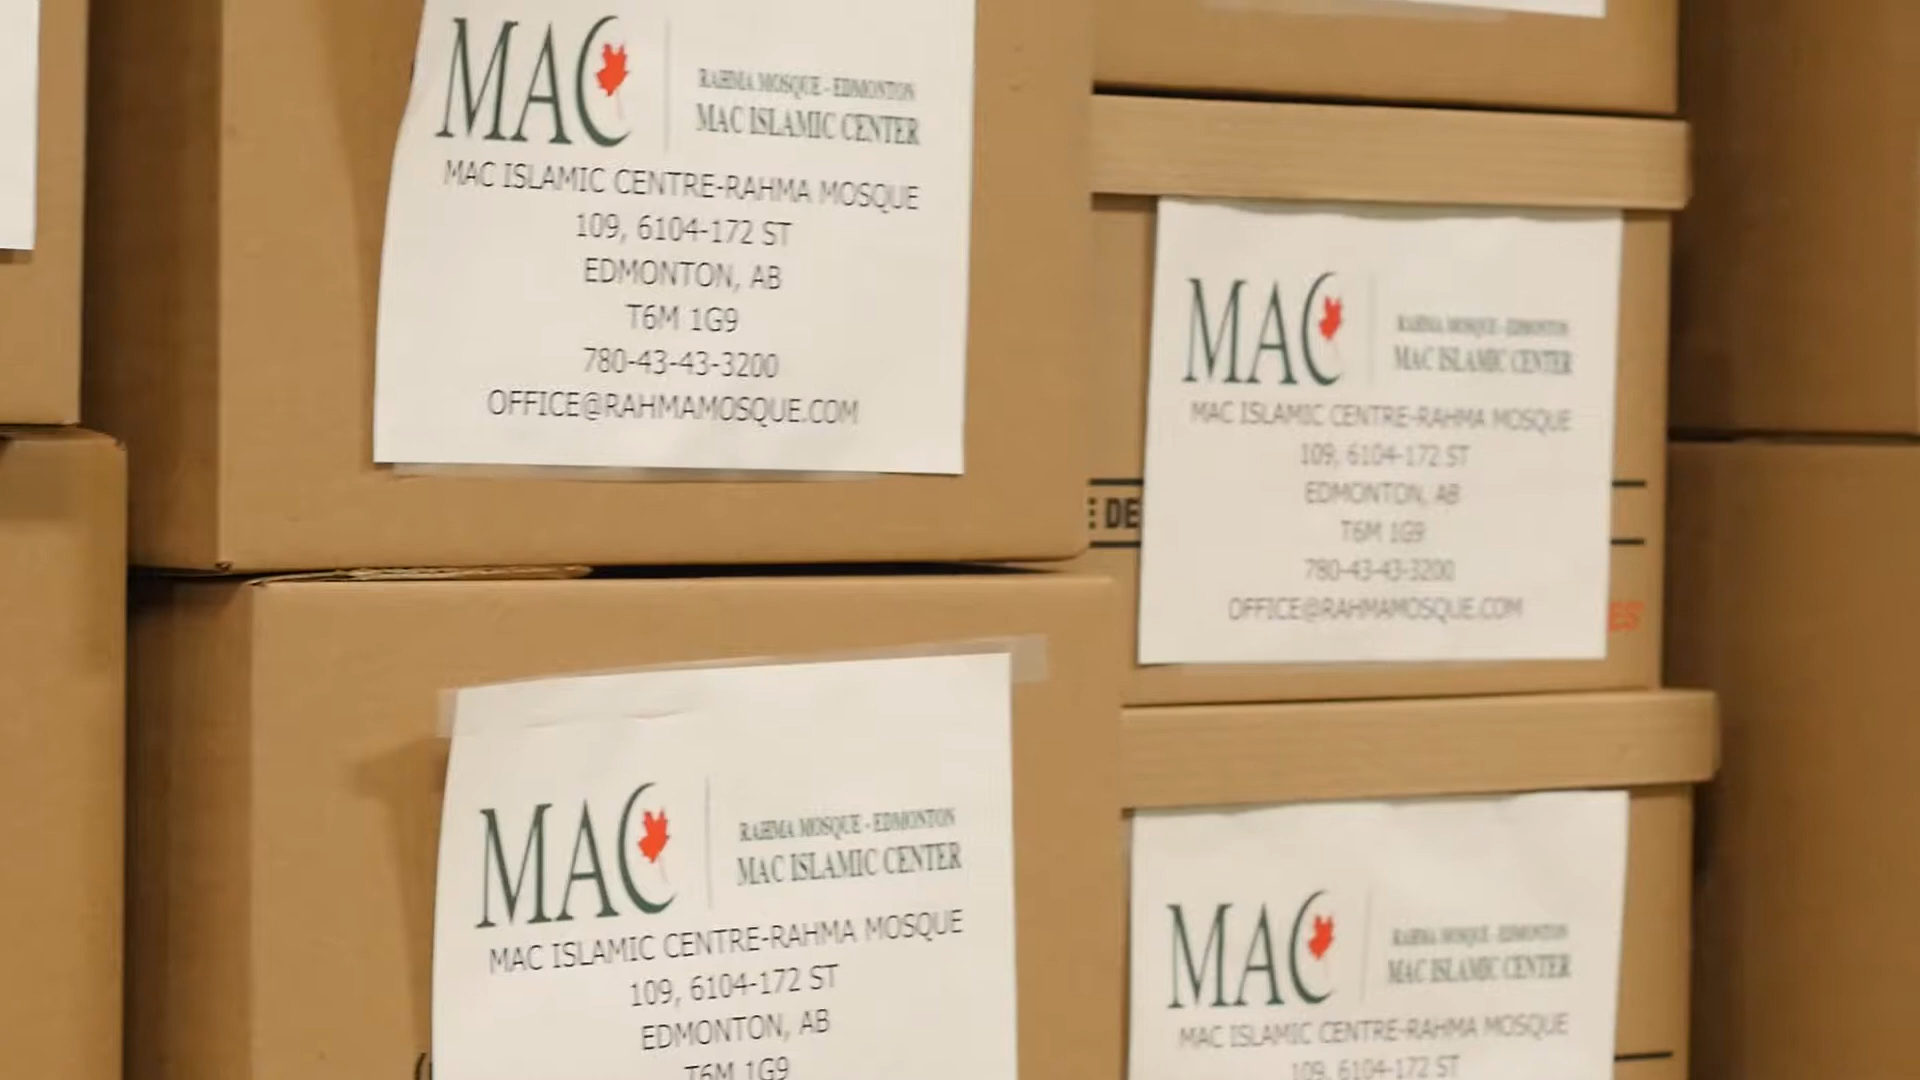 MAC
RAHMA MOSQUE - EDMONTON
MAC ISLAMIC CENTER
MAC ISLAMIC CENTRE-RAHMA MOSQUE
109, 6104-172 ST
EDMONTON, AB
T6M 1G9
780-43-43-3200
OFFICE@RAHMAMOSQUE.COM
MAC
RAHMA MOSQUE - EDMONTON
MAC ISLAMIC CENTER
MAC ISLAMIC CENTRE-RAHMA MOSQUE
109, 6104-172 ST
EDMONTON, AB
T6M 1G9
780-43-43-3200
OFFICE@RAHMAMOSQUE.COM
E DE
ES
MAC
RAHMA MOSQUE - EDMONTON
MAC ISLAMIC CENTER
MAC ISLAMIC CENTRE-RAHMA MOSQUE
109, 6104-172 ST
EDMONTON, AB
T6M 1G9
MAC
RAHMA MOSQUE - EDMONTON
MAC ISLAMIC CENTER
MAC ISLAMIC CENTRE-RAHMA MOSQUE
109, 6104-172 ST